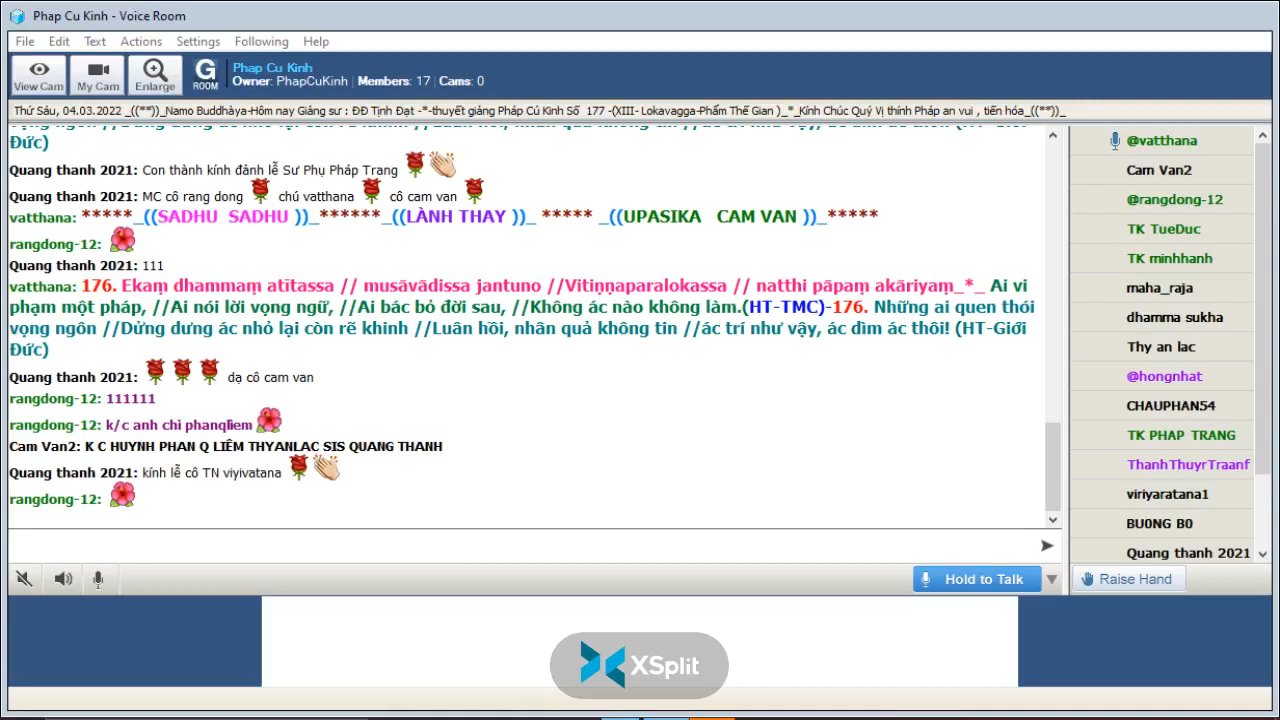 Phap Cu Kinh - Voice Room
File Edit Text Actions Settings Following Help
View Cam My Cam Enlarge G ROOM
Phap Cu Kinh
Owner: PhapCuKinh | Members: 17 | Cams: 0
Thứ Sáu, 04.03.2022 _((**))_Namo Buddhàya-Hôm nay Giảng sư : ĐĐ Tịnh Đạt -*-thuyết giảng Pháp Cú Kinh Số 177 -(XIII- Lokavagga-Phẩm Thế Gian )_*_Kính Chúc Quý Vị thính Pháp an vui , tiến hóa_((**))_
Đức)
Quang thanh 2021: Con thành kính đảnh lễ Sư Phụ Pháp Trang
Quang thanh 2021: MC cô rang dong chú vatthana cô cam van
vatthana: *****_((SADHU SADHU ))_******_((LÀNH THAY ))_ ***** _((UPASIKA CAM VAN ))_*****
rangdong-12:
Quang thanh 2021: 111
vatthana: 176. Ekaṃ dhammaṃ atītassa // musāvādissa jantuno //Vitiṇṇaparalokassa // natthi pāpaṃ akāriyaṃ_*_ Ai vi
phạm một pháp, //Ai nói lời vọng ngữ, //Ai bác bỏ đời sau, //Không ác nào không làm.(HT-TMC)-176. Những ai quen thói
vọng ngôn //Dửng dưng ác nhỏ lại còn rẽ khinh //Luân hồi, nhân quả không tin //ác trí như vậy, ác dìm ác thôi! (HT-Giới
Đức)
Quang thanh 2021: dạ cô cam van
rangdong-12: 111111
rangdong-12: k/c anh chi phanqliem
Cam Van2: K C HUYNH PHAN Q LIÊM THYANLAC SIS QUANG THANH
Quang thanh 2021: kính lễ cô TN viyivatana
rangdong-12:
@vatthana
Cam Van2
@rangdong-12
TK TueDuc
TK minhhanh
maha_raja
dhamma sukha
Thy an lac
@hongnhat
CHAUPHAN54
TK PHAP TRANG
ThanhThuyrTraanf
viriyaratana1
BU0NG B0
Quang thanh 2021
Hold to Talk
Raise Hand
XSplit